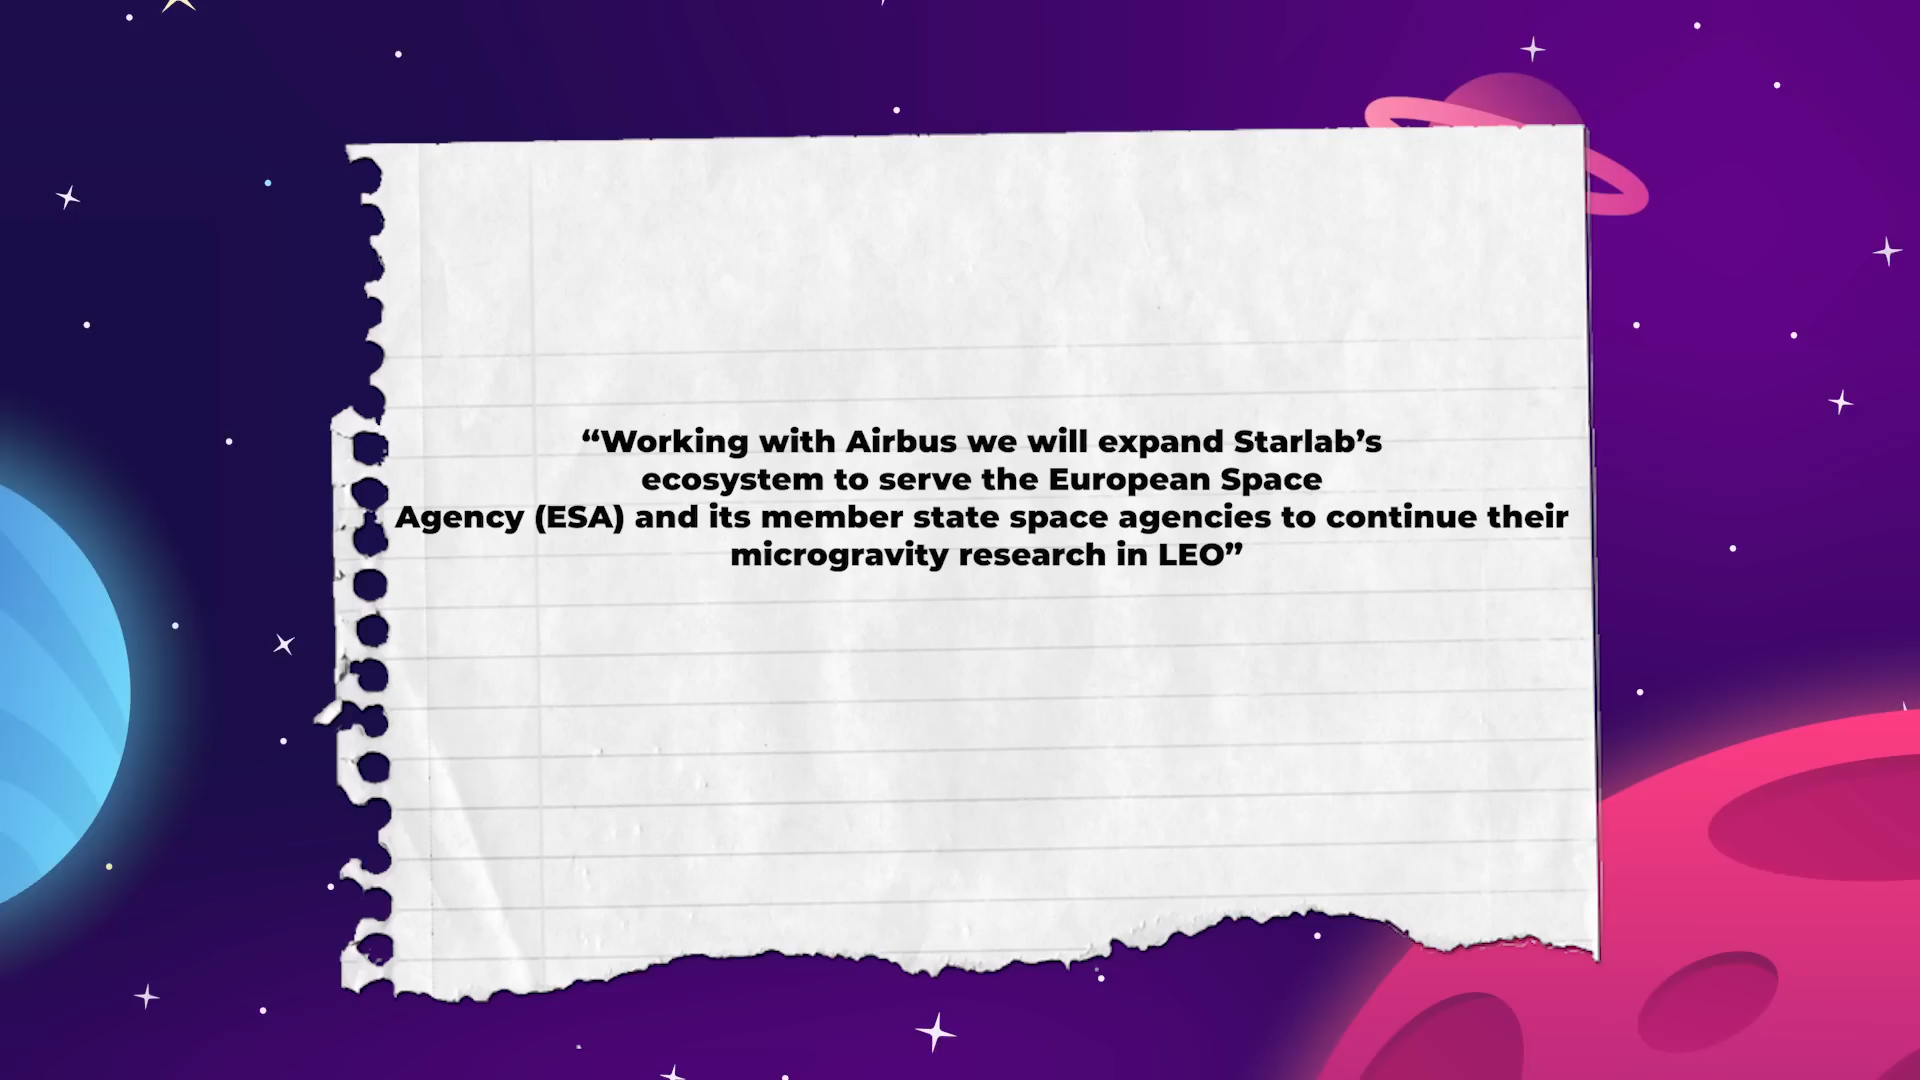 “Working with Airbus we will expand Starlab’s
ecosystem to serve the European Space
Agency (ESA) and its member state space agencies to continue their
microgravity research in LEO”